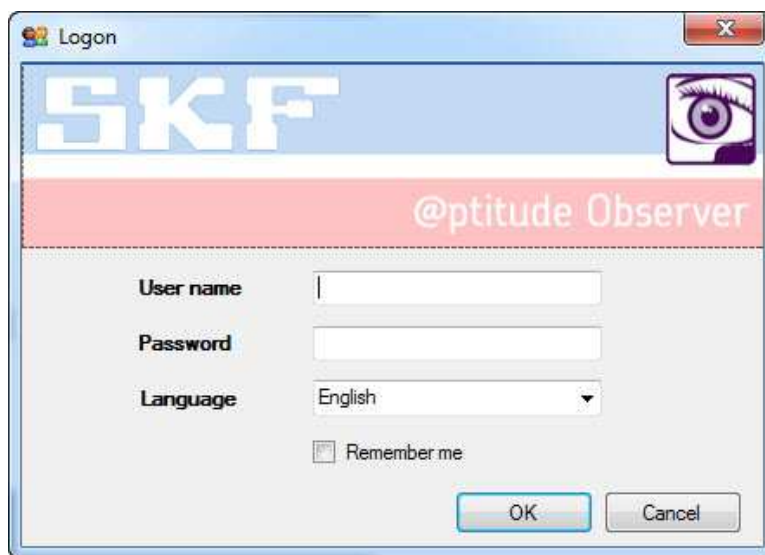 Logon
SKF
@ptitude Observer
User name
Password
Language English
Remember me
OK Cancel